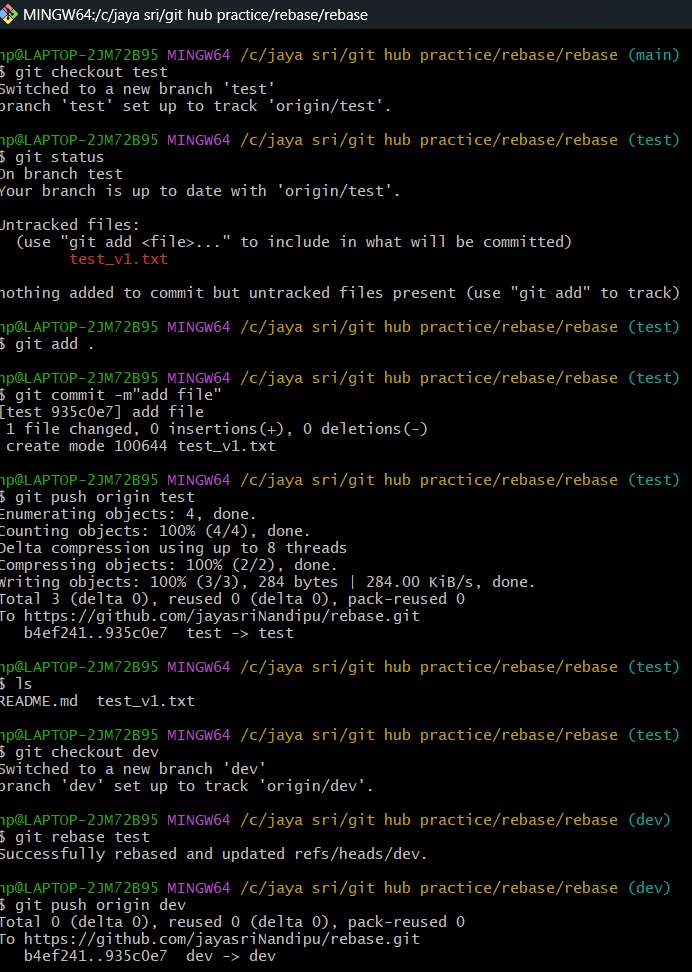 MINGW64:/c/jaya sri/git hub practice/rebase/rebase
hp@LAPTOP-2JM72B95 MINGW64 /c/jaya sri/git hub practice/rebase/rebase (main)
$ git checkout test
Switched to a new branch 'test'
branch 'test' set up to track 'origin/test'.
hp@LAPTOP-2JM72B95 MINGW64 /c/jaya sri/git hub practice/rebase/rebase (test)
$ git status
On branch test
Your branch is up to date with 'origin/test'.
Untracked files:
(use "git add <file>..." to include in what will be committed)
test_v1.txt
nothing added to commit but untracked files present (use "git add" to track)
hp@LAPTOP-2JM72B95 MINGW64 /c/jaya sri/git hub practice/rebase/rebase (test)
$ git add .
hp@LAPTOP-2JM72B95 MINGW64 /c/jaya sri/git hub practice/rebase/rebase (test)
$ git commit -m"add file"
[test 935c0e7] add file
1 file changed, 0 insertions(+), 0 deletions(-)
create mode 100644 test_v1.txt
hp@LAPTOP-2JM72B95 MINGW64 /c/jaya sri/git hub practice/rebase/rebase (test)
$ git push origin test
Enumerating objects: 4, done.
Counting objects: 100% (4/4), done.
Delta compression using up to 8 threads
Compressing objects: 100% (2/2), done.
Writing objects: 100% (3/3), 284 bytes | 284.00 KiB/s, done.
Total 3 (delta 0), reused 0 (delta 0), pack-reused 0
To https://github.com/jayasriNandipu/rebase.git
b4ef241..935c0e7  test -> test
hp@LAPTOP-2JM72B95 MINGW64 /c/jaya sri/git hub practice/rebase/rebase (test)
$ ls
README.md  test_v1.txt
hp@LAPTOP-2JM72B95 MINGW64 /c/jaya sri/git hub practice/rebase/rebase (test)
$ git checkout dev
Switched to a new branch 'dev'
branch 'dev' set up to track 'origin/dev'.
hp@LAPTOP-2JM72B95 MINGW64 /c/jaya sri/git hub practice/rebase/rebase (dev)
$ git rebase test
Successfully rebased and updated refs/heads/dev.
hp@LAPTOP-2JM72B95 MINGW64 /c/jaya sri/git hub practice/rebase/rebase (dev)
$ git push origin dev
Total 0 (delta 0), reused 0 (delta 0), pack-reused 0
To https://github.com/jayasriNandipu/rebase.git
b4ef241..935c0e7  dev -> dev